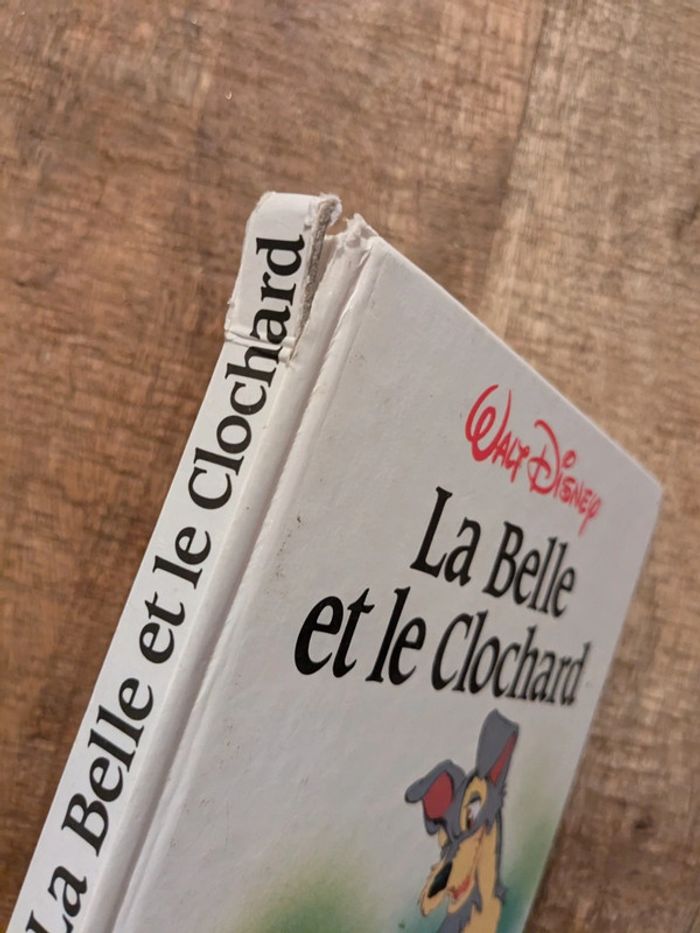 La Belle et le Clochard
WALT DISNEY
La Belle
et le Clochard